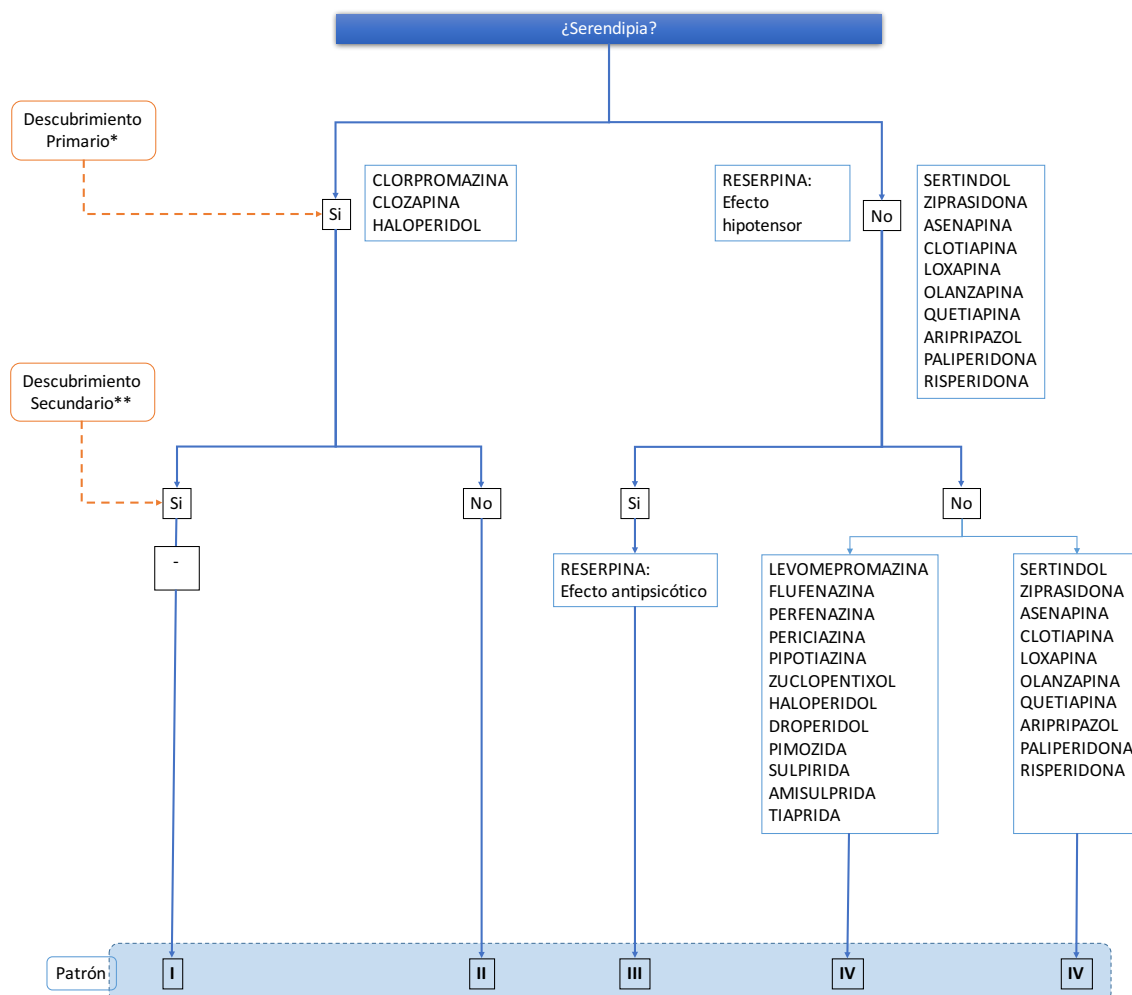 ¿Serendipia?
Descubrimiento
Primario*
Si
CLORPROMAZINA
CLOZAPINA
HALOPERIDOL
RESERPINA:
Efecto
hipotensor
No
SERTINDOL
ZIPRASIDONA
ASENAPINA
CLOTIAPINA
LOXAPINA
OLANZAPINA
QUETIAPINA
ARIPRIPAZOL
PALIPERIDONA
RISPERIDONA
Descubrimiento
Secundario**
Si
No
Si
No
-
RESERPINA:
Efecto antipsicótico
LEVOMEPROMAZINA
FLUFENAZINA
PERFENAZINA
PERICIAZINA
PIPOTIAZINA
ZUCLOPENTIXOL
HALOPERIDOL
DROPERIDOL
PIMOZIDA
SULPIRIDA
AMISULPRIDA
TIAPRIDA
SERTINDOL
ZIPRASIDONA
ASENAPINA
CLOTIAPINA
LOXAPINA
OLANZAPINA
QUETIAPINA
ARIPRIPAZOL
PALIPERIDONA
RISPERIDONA
Patrón
I
II
III
IV
IV